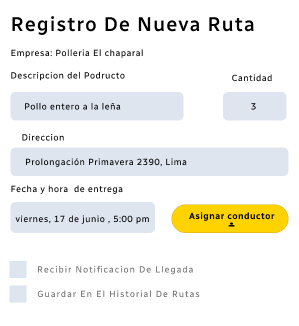 Registro De Nueva Ruta
Empresa: Polleria El chaparal
Descripcion del Podructo
Cantidad
Pollo entero a la leña
3
Direccion
Prolongación Primavera 2390, Lima
Fecha y hora de entrega
viernes, 17 de junio , 5:00 pm
Asignar conductor
Recibir Notificacion De Llegada
Guardar En El Historial De Rutas